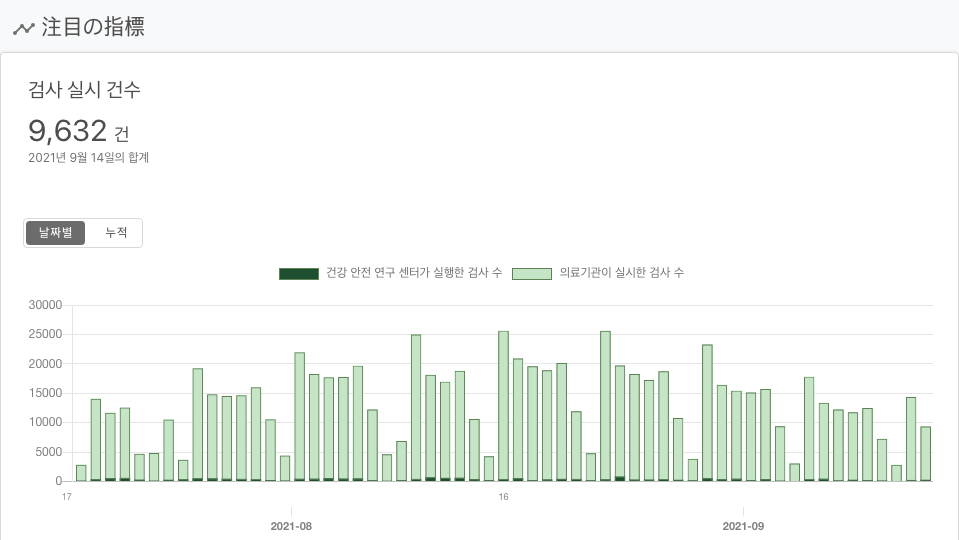 注目の指標
검사 실시 건수
9,632 건
2021년 9월 14일의 합계
날짜별 누적
건강 안전 연구 센터가 실행한 검사 수 의료기관이 실시한 검사 수
30000
25000
20000
15000
10000
5000
0
17 16
2021-08 2021-09